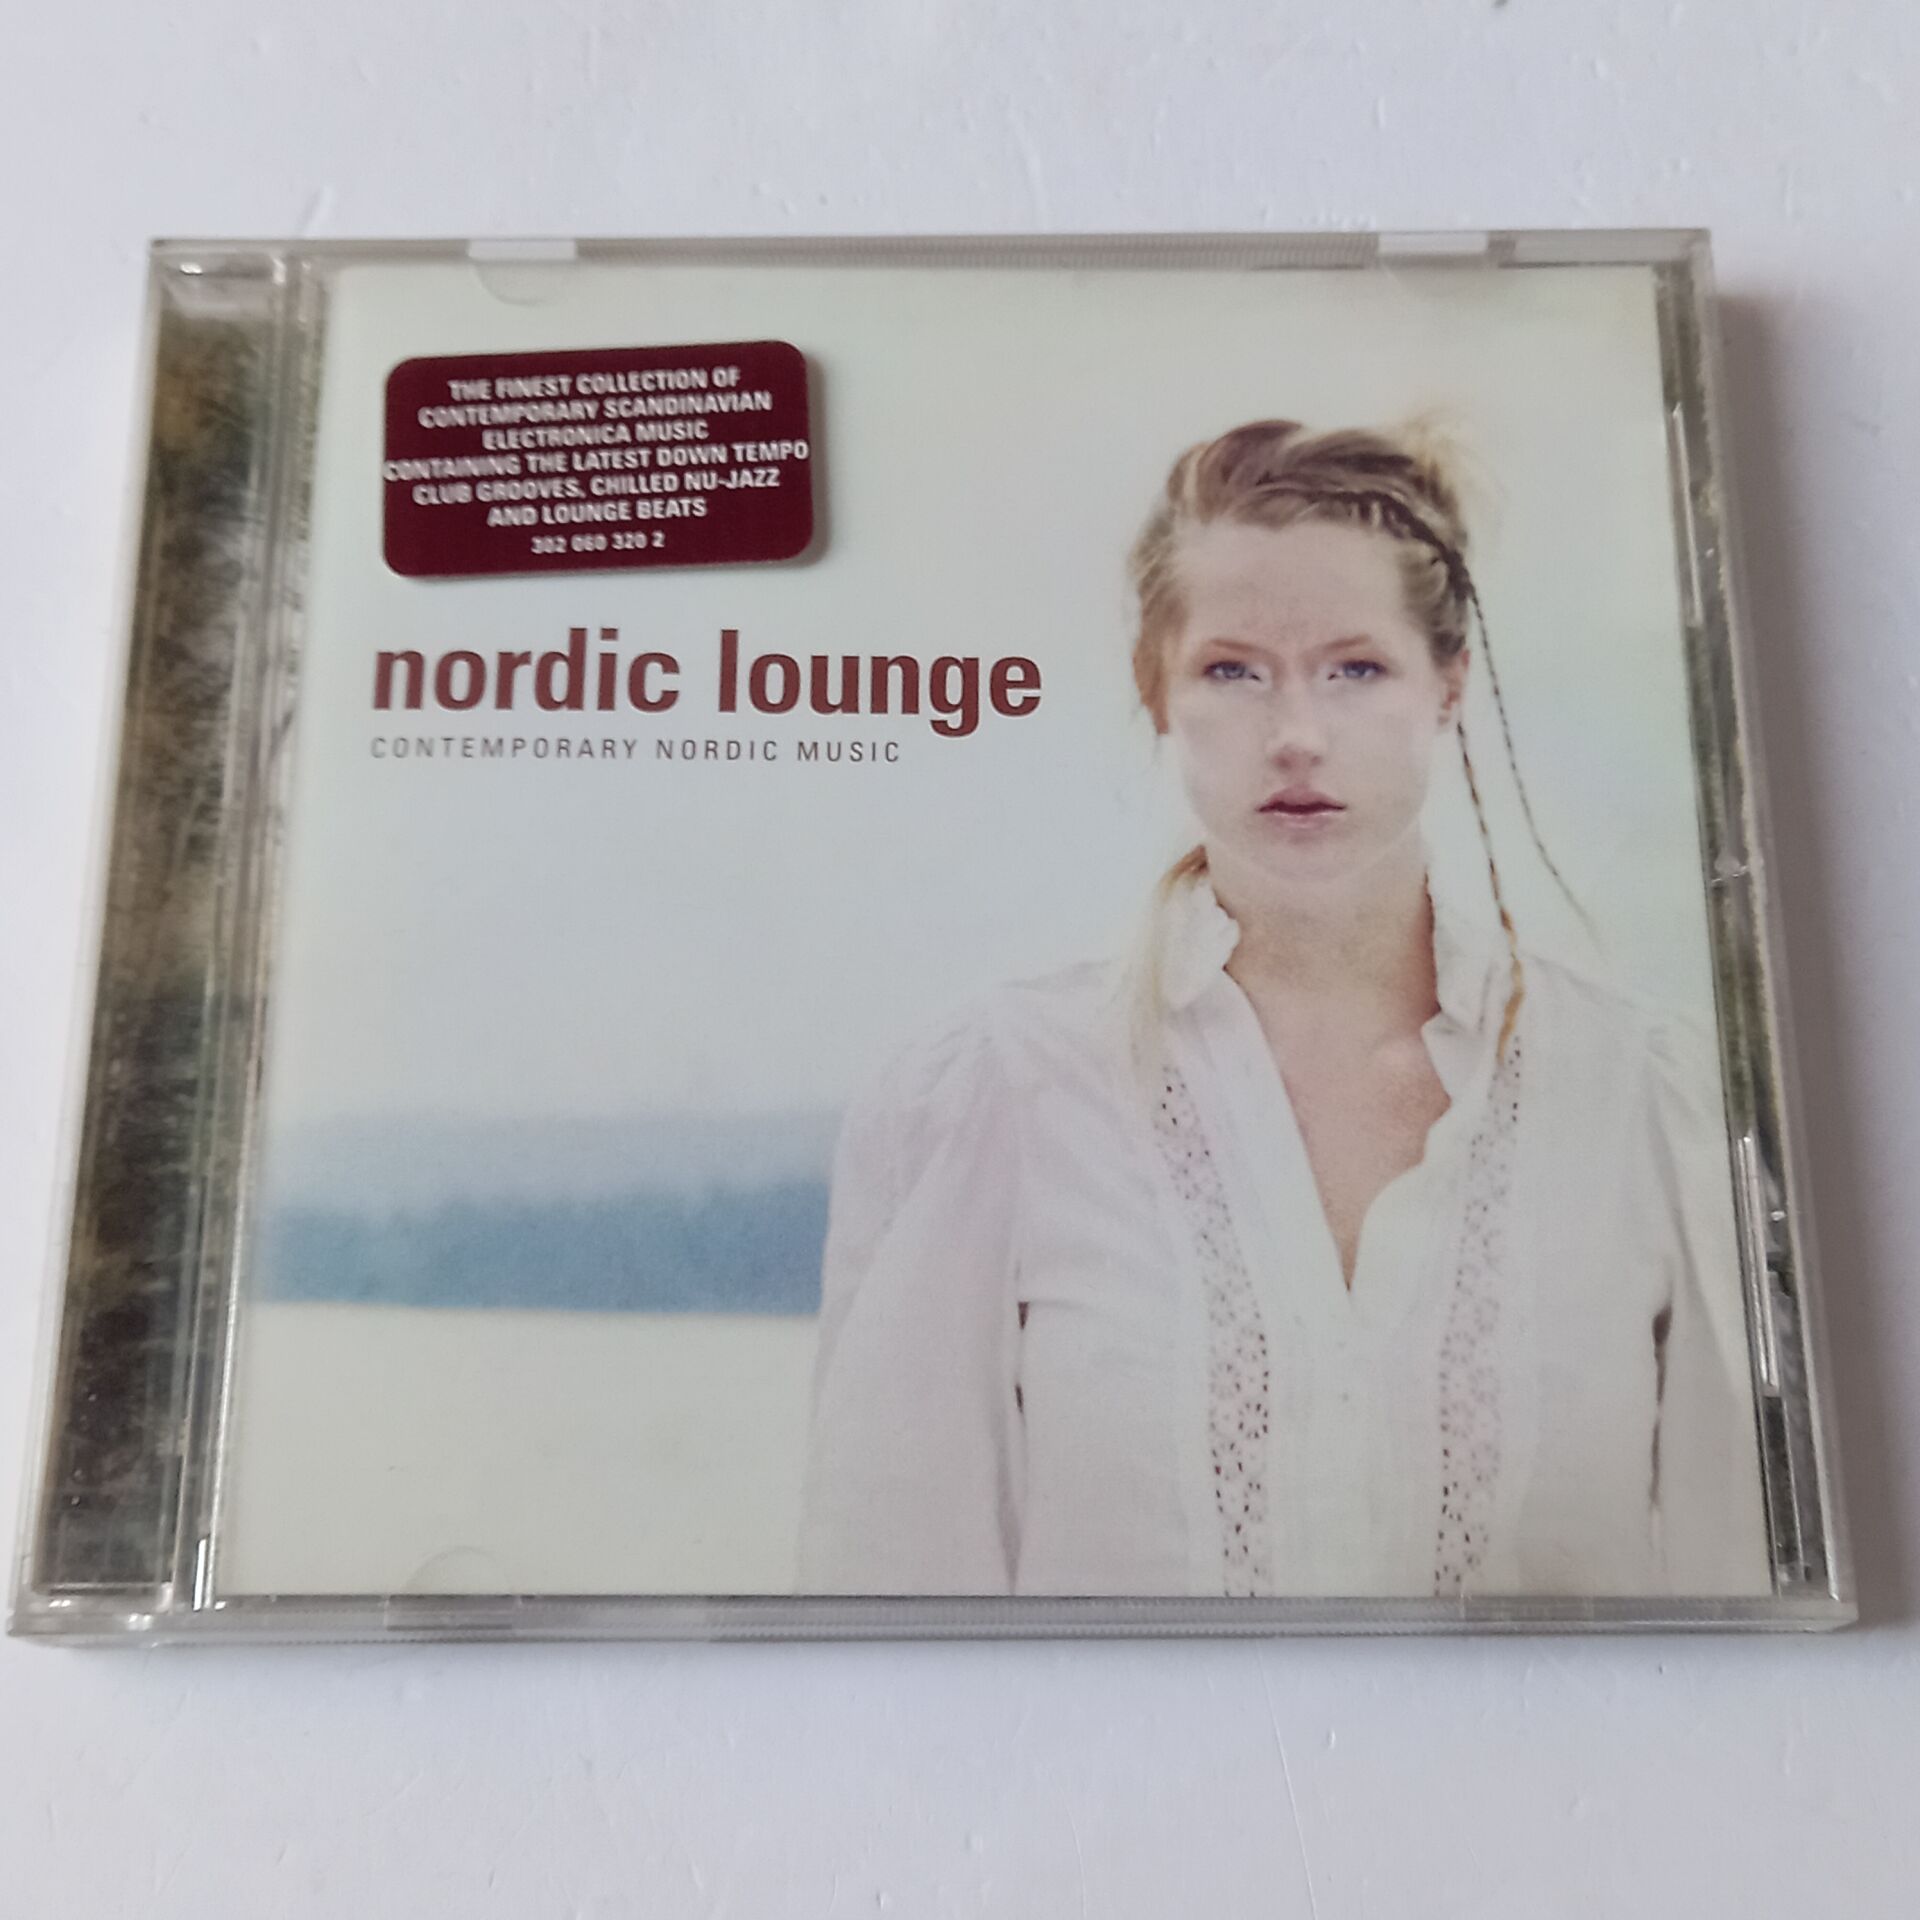 THE FINEST COLLECTION OF
CONTEMPORARY SCANDINAVIAN
ELECTRONICA MUSIC
CONTAINING THE LATEST DOWN TEMPO
CLUB GROOVES, CHILLED NU-JAZZ
AND LOUNGE BEATS
302 060 320 2
nordic lounge
CONTEMPORARY NORDIC MUSIC